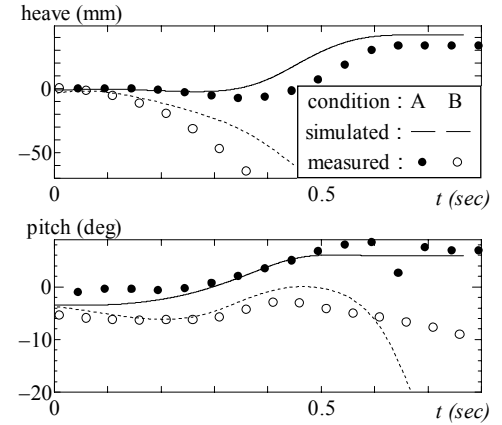 heave (mm)
0
−50
condition : A B
simulated :
measured :
0
0.5
t (sec)
pitch (deg)
0
−10
−20
0
0.5
t (sec)